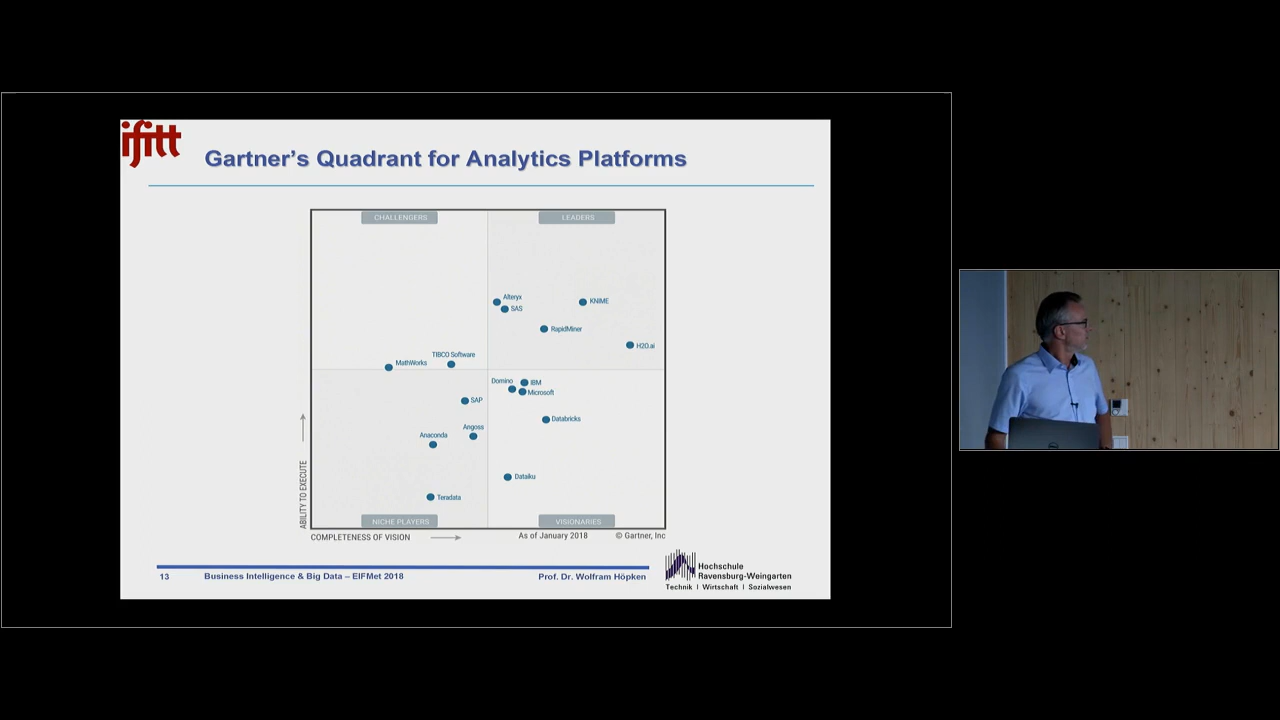 ifitt
Gartner's Quadrant for Analytics Platforms
CHALLENGERS
LEADERS
Alteryx
SAS
KNIME
RapidMiner
H2O.ai
TIBCO Software
MathWorks
Domino
IBM
Microsoft
SAP
Databricks
Angoss
Anaconda
Dataiku
Teradata
ABILITY TO EXECUTE
NICHE PLAYERS
VISIONARIES
COMPLETENESS OF VISION
As of January 2018
© Gartner, Inc
13
Business Intelligence & Big Data – EIFMet 2018
Prof. Dr. Wolfram Höpken
Hochschule
Ravensburg-Weingarten
Technik | Wirtschaft | Sozialwesen